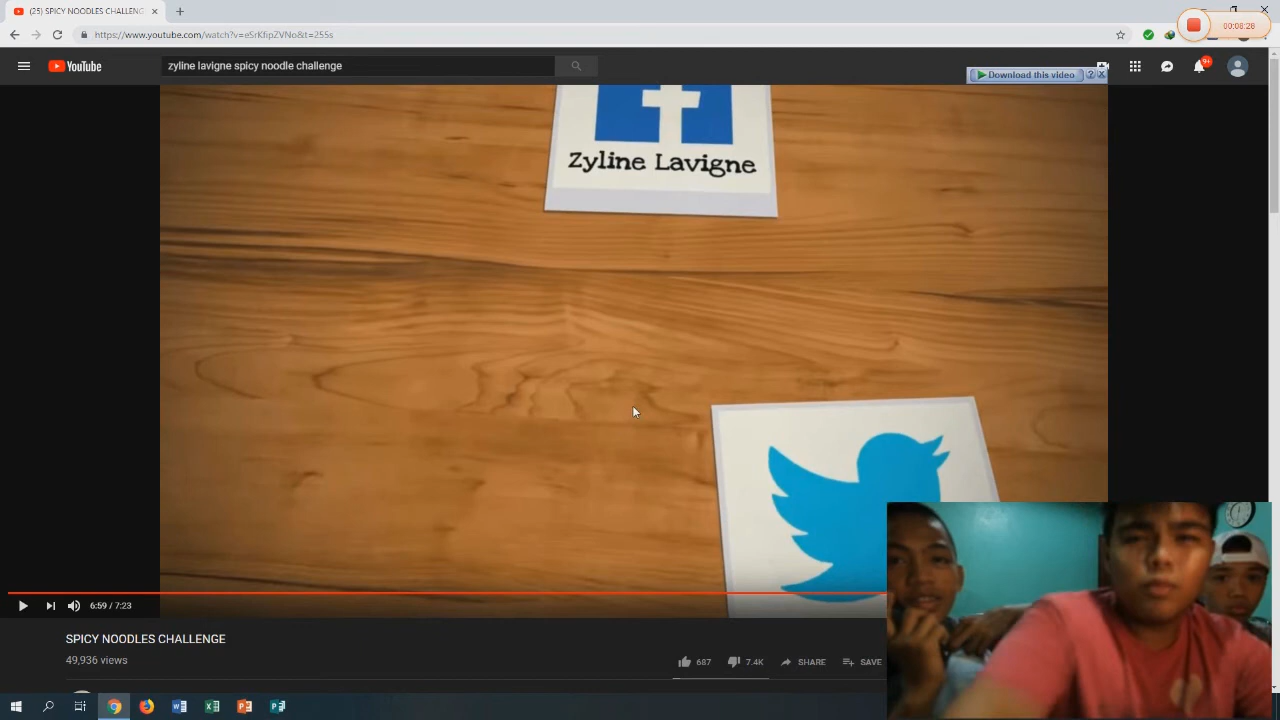 (25) SPICY NOODLES CHALLENG
00:08:28
https://www.youtube.com/watch?v=eSrKfipZVNo&t=255s
YouTube
zyline lavigne spicy noodle challenge
Download this video
?
9+
Zyline Lavigne
6:59 / 7:23
SPICY NOODLES CHALLENGE
49,936 views
687
7.4K
SHARE
SAVE